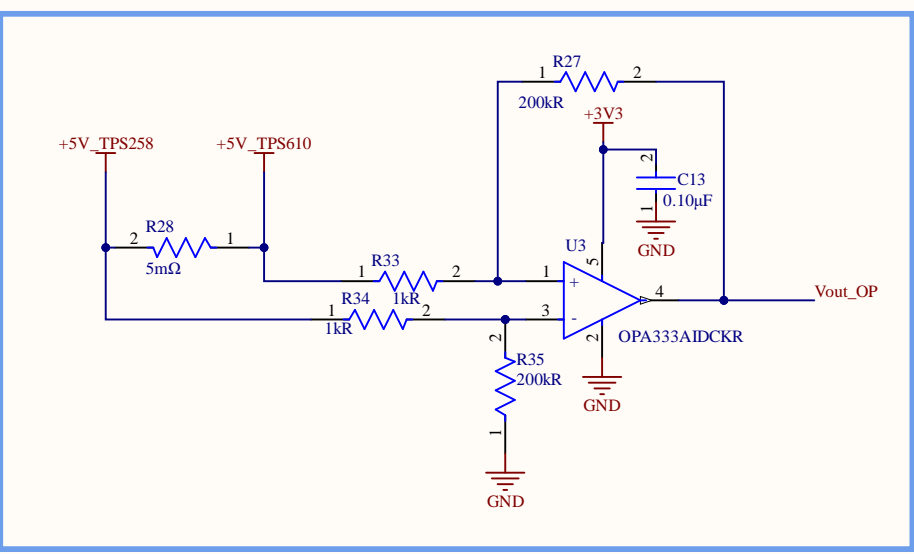 R27
1
2
200kR
+3V3
+5V_TPS258
+5V_TPS610
2
C13
0.10µF
1
GND
R28
2
1
5mΩ
U3
5
R33
1
2
1kR
1
+
R34
1
2
1kR
3
-
4
Vout_OP
2
OPA333AIDCKR
GND
2
R35
200kR
1
GND